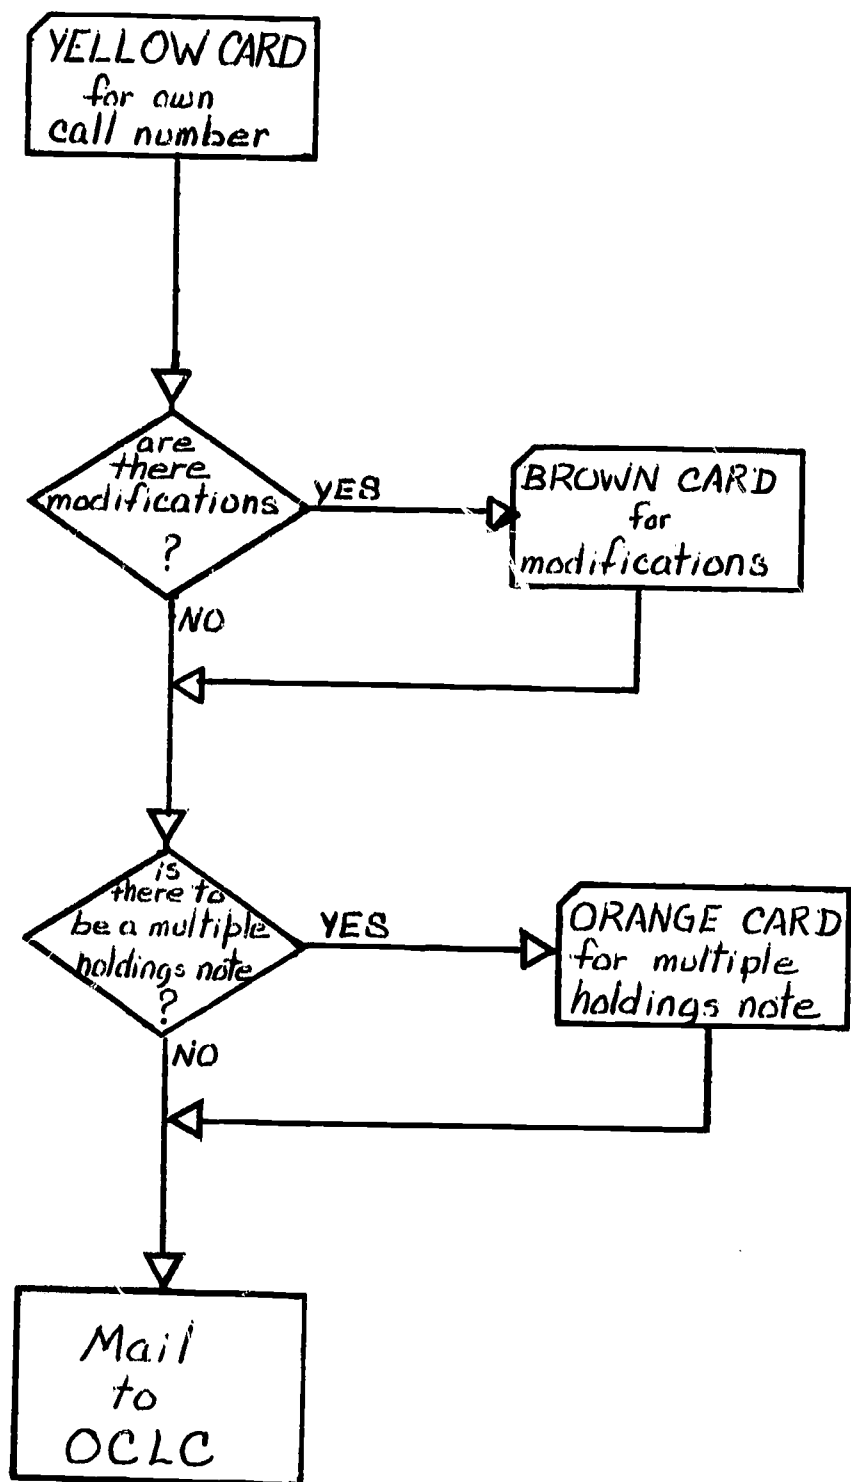 YELLOW CARD
for own
call number
are
there
modifications
?
YES
BROWN CARD
for
modifications
NO
is
there to
be a multiple
holdings note
?
YES
ORANGE CARD
for multiple
holdings note
NO
Mail
to
OCLC